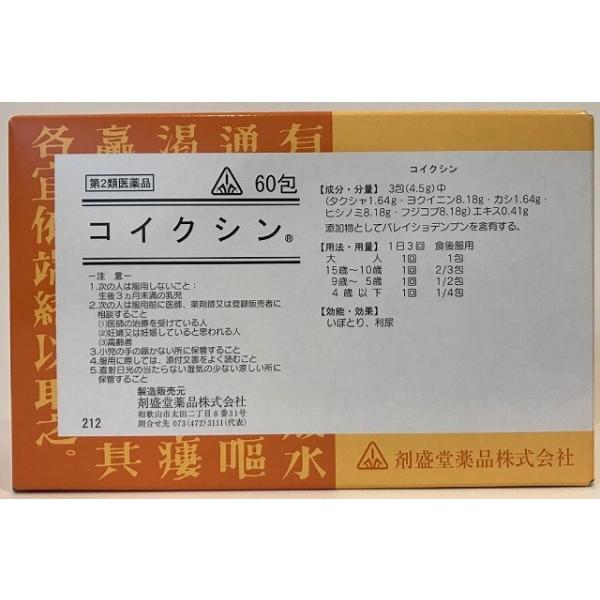 第2類医薬品
60包
コイクシン®
ー注 意ー
1.次の人は服用しないこと：
生後3ヵ月未満の乳児
2.次の人は服用前に医師、薬剤師又は登録販売者に
相談すること
(1)医師の治療を受けている人
(2)妊婦又は妊娠していると思われる人
(3)高齢者
3.小児の手の届かない所に保管すること
4.服用に際しては、添付文書をよく読むこと
5.直射日光の当たらない湿気の少ない涼しい所に
保管すること
製造販売元
剤盛堂薬品株式会社
和歌山市太田二丁目8番31号
問合せ先 073(472)3111(代表)
212
コイクシン
【成分・分量】 3包(4.5g)中
(タクシャ1.64g・ヨクイニン8.18g・カシ1.64g・
ヒシノミ8.18g・フジコブ8.18g)エキス0.41g
添加物としてバレイショデンプンを含有する。
【用法・用量】 1日3回 食後服用
大 人 1回 1包
15歳～10歳 1回 2/3包
9歳～ 5歳 1回 1/2包
4歳以下 1回 1/4包
【効能・効果】
いぼとり、利尿
剤盛堂薬品株式会社
有
水
通
嘔
渇
癭
羸
其
各宜依端緒以取之。